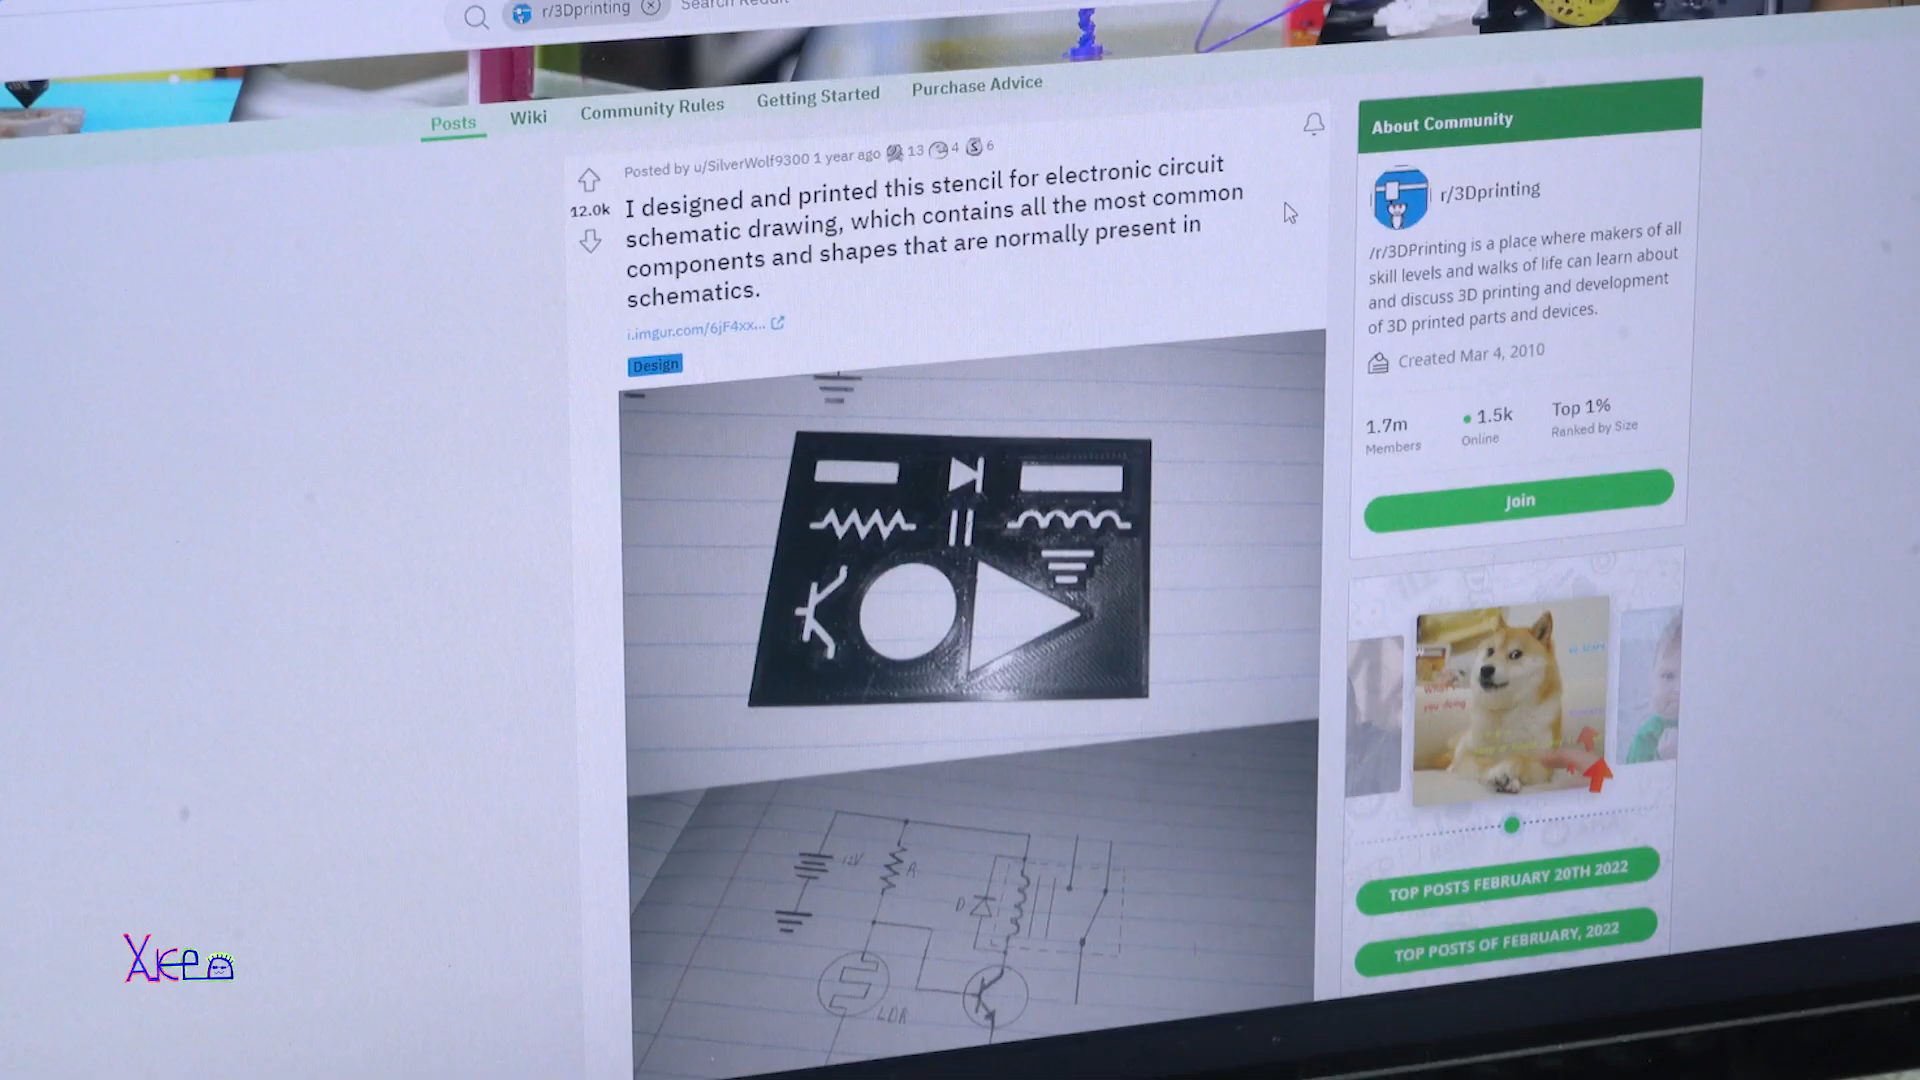 r/3Dprinting
Search Reddit
Posts Wiki Community Rules Getting Started Purchase Advice
Posted by u/SilverWolf9300 1 year ago 13 4 6
12.0k
I designed and printed this stencil for electronic circuit
schematic drawing, which contains all the most common
components and shapes that are normally present in
schematics.
i.imgur.com/6jF4xx...
Design
12V
R
D
LDR
About Community
r/3Dprinting
/r/3DPrinting is a place where makers of all
skill levels and walks of life can learn about
and discuss 3D printing and development
of 3D printed parts and devices.
Created Mar 4, 2010
1.7m 1.5k Top 1%
Members Online Ranked by Size
Join
you doing
TOP POSTS FEBRUARY 20TH 2022
TOP POSTS OF FEBRUARY, 2022